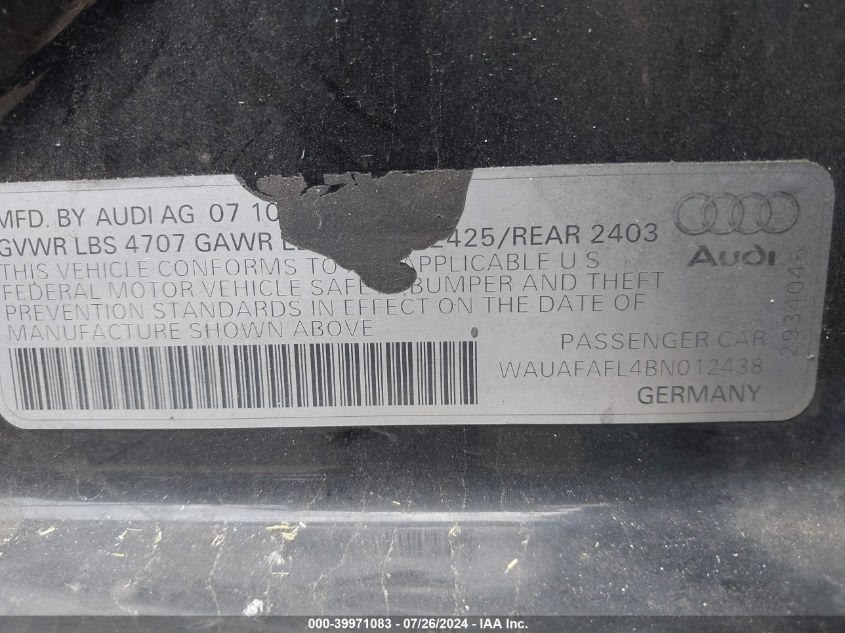 MFD. BY AUDI AG 07 10
GVWR LBS 4707 GAWR 2425/REAR 2403
THIS VEHICLE CONFORMS TO APPLICABLE U.S
FEDERAL MOTOR VEHICLE SAFETY, BUMPER AND THEFT
PREVENTION STANDARDS IN EFFECT ON THE DATE OF
MANUFACTURE SHOWN ABOVE
Audi
2934045
PASSENGER CAR
WAUAFAFL4BN012438
GERMANY
000-39971083 - 07/26/2024 - IAA, Inc.